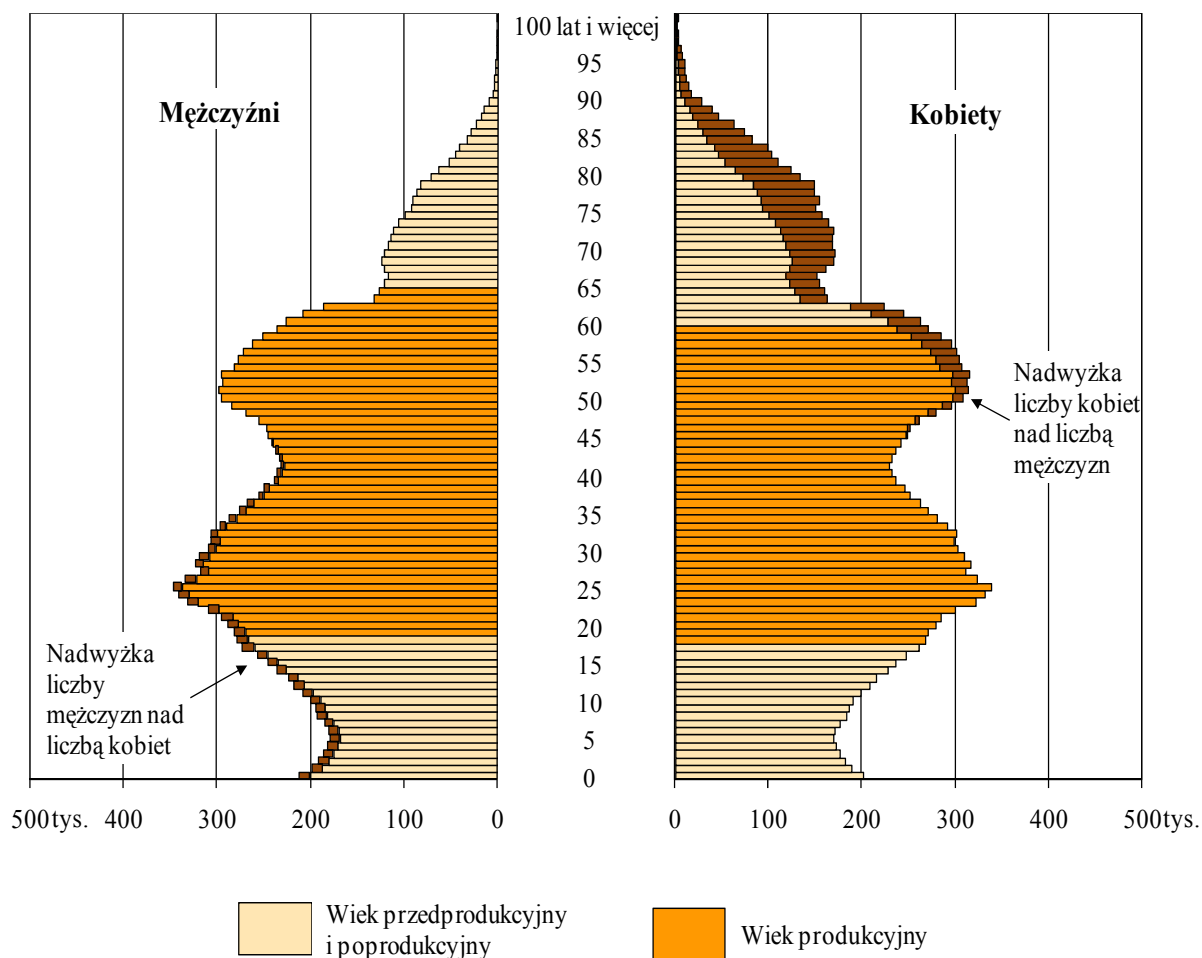 100 lat i więcej
95
90
85
80
75
70
65
60
55
50
45
40
35
30
25
20
15
10
5
0
Mężczyźni
Kobiety
Nadwyżka
liczby kobiet
nad liczbą
mężczyzn
Nadwyżka
liczby
mężczyzn nad
liczbą kobiet
500tys. 400 300 200 100 0
0 100 200 300 400 500tys.
Wiek przedprodukcyjny
i poprodukcyjny
Wiek produkcyjny